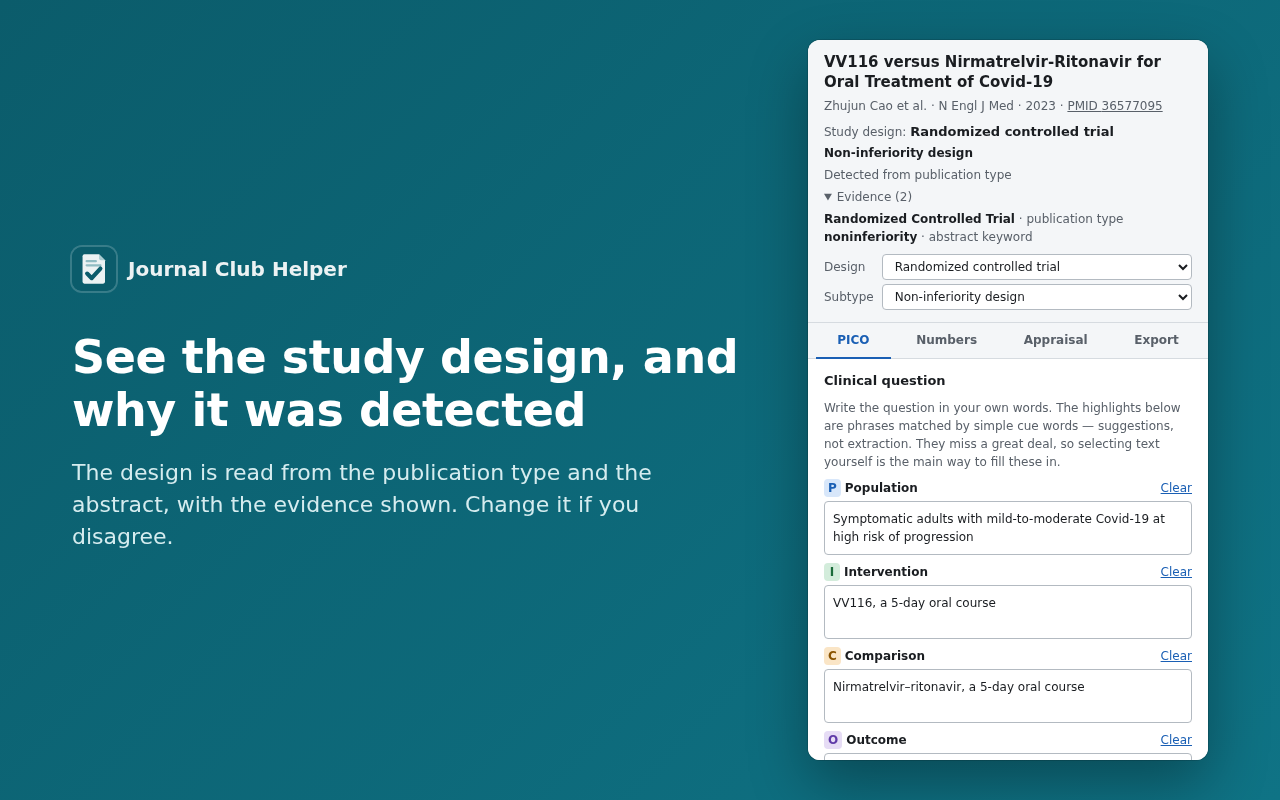 Journal Club Helper
See the study design, and
why it was detected
The design is read from the publication type and the
abstract, with the evidence shown. Change it if you
disagree.
VV116 versus Nirmatrelvir-Ritonavir for
Oral Treatment of Covid-19
Zhujun Cao et al. · N Engl J Med · 2023 · PMID 36577095
Study design: Randomized controlled trial
Non-inferiority design
Detected from publication type
▼ Evidence (2)
Randomized Controlled Trial · publication type
noninferiority · abstract keyword
Design Randomized controlled trial
Subtype Non-inferiority design
PICO Numbers Appraisal Export
Clinical question
Write the question in your own words. The highlights below
are phrases matched by simple cue words — suggestions,
not extraction. They miss a great deal, so selecting text
yourself is the main way to fill these in.
P Population Clear
Symptomatic adults with mild-to-moderate Covid-19 at
high risk of progression
I Intervention Clear
VV116, a 5-day oral course
C Comparison Clear
Nirmatrelvir–ritonavir, a 5-day oral course
O Outcome Clear